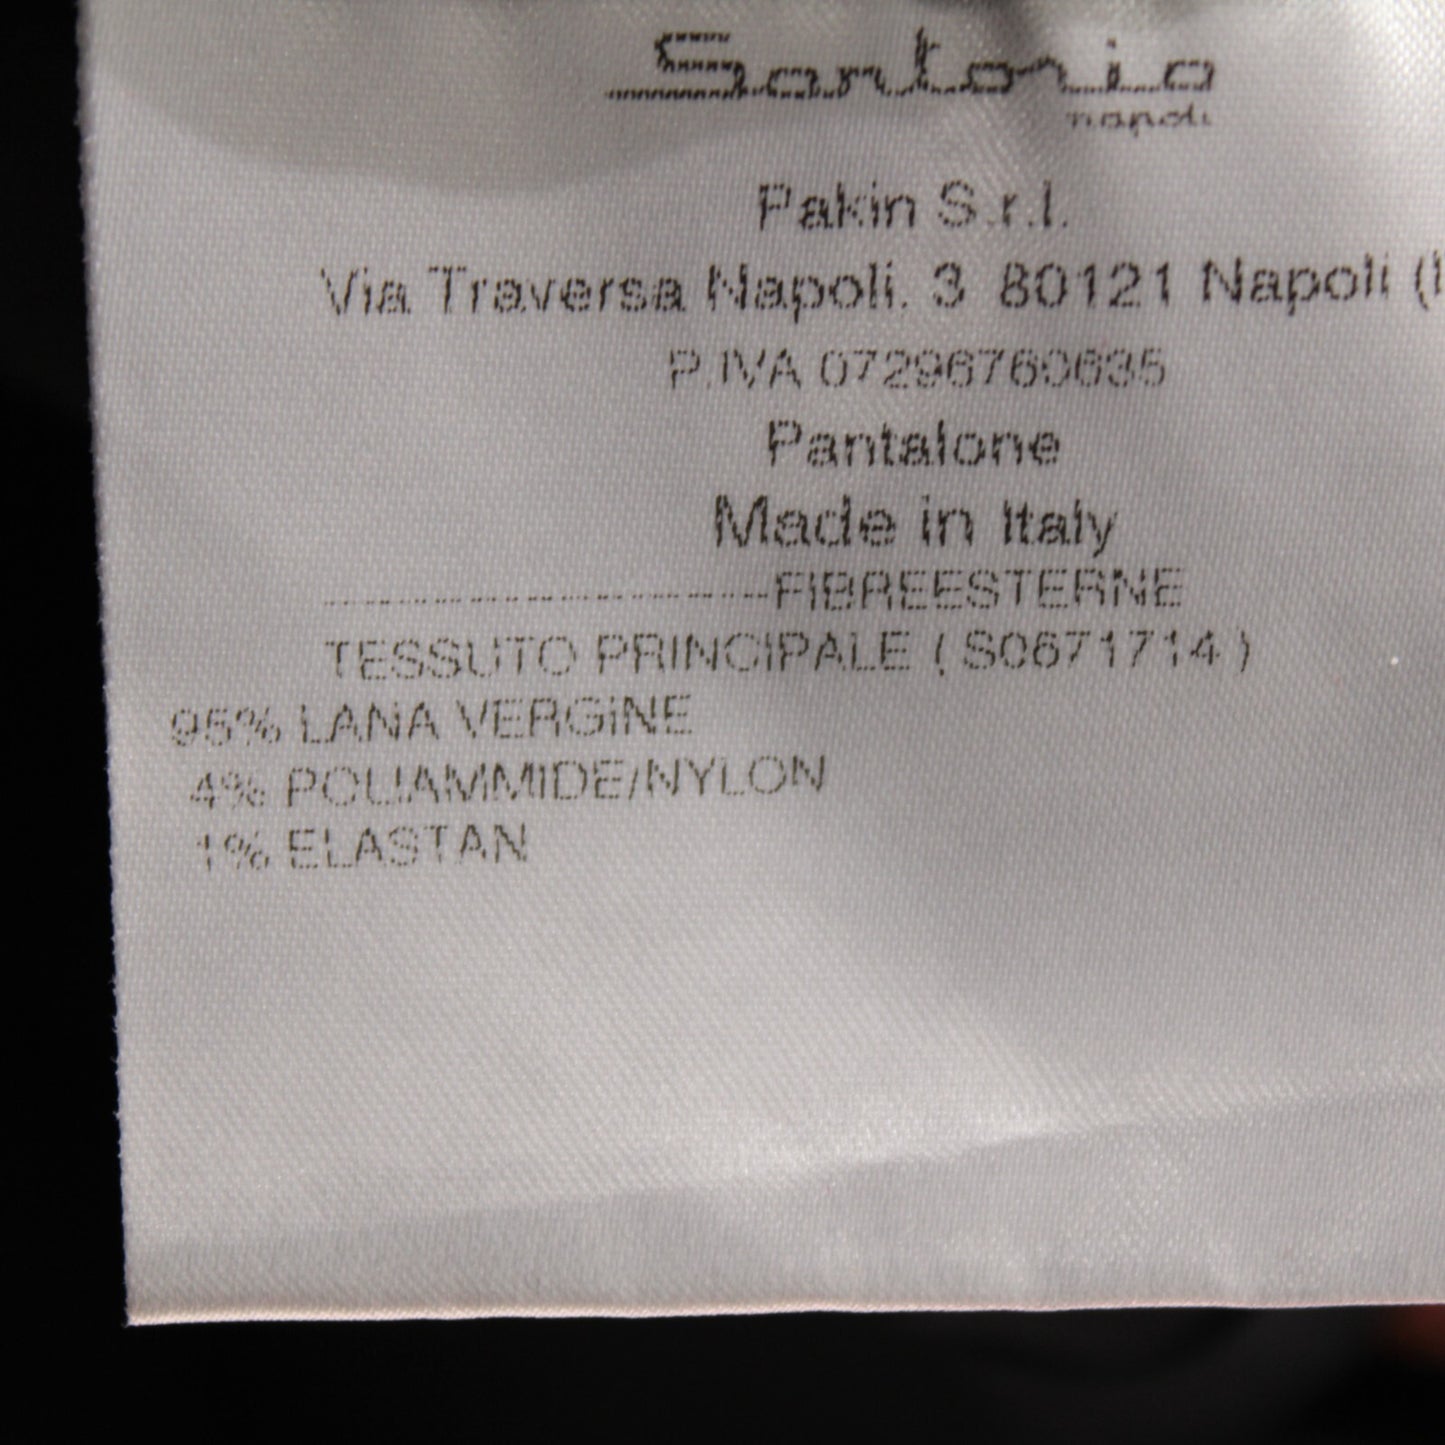 Sartorio
napoli
Pakin S.r.l.
Via Traversa Napoli, 3 80121 Napoli (I
P.IVA 07296760635
Pantalone
Made in Italy
------------------------FIBREESTERNE
TESSUTO PRINCIPALE ( S0671714 )
95% LANA VERGINE
4% POLIAMMIDE/NYLON
1% ELASTAN